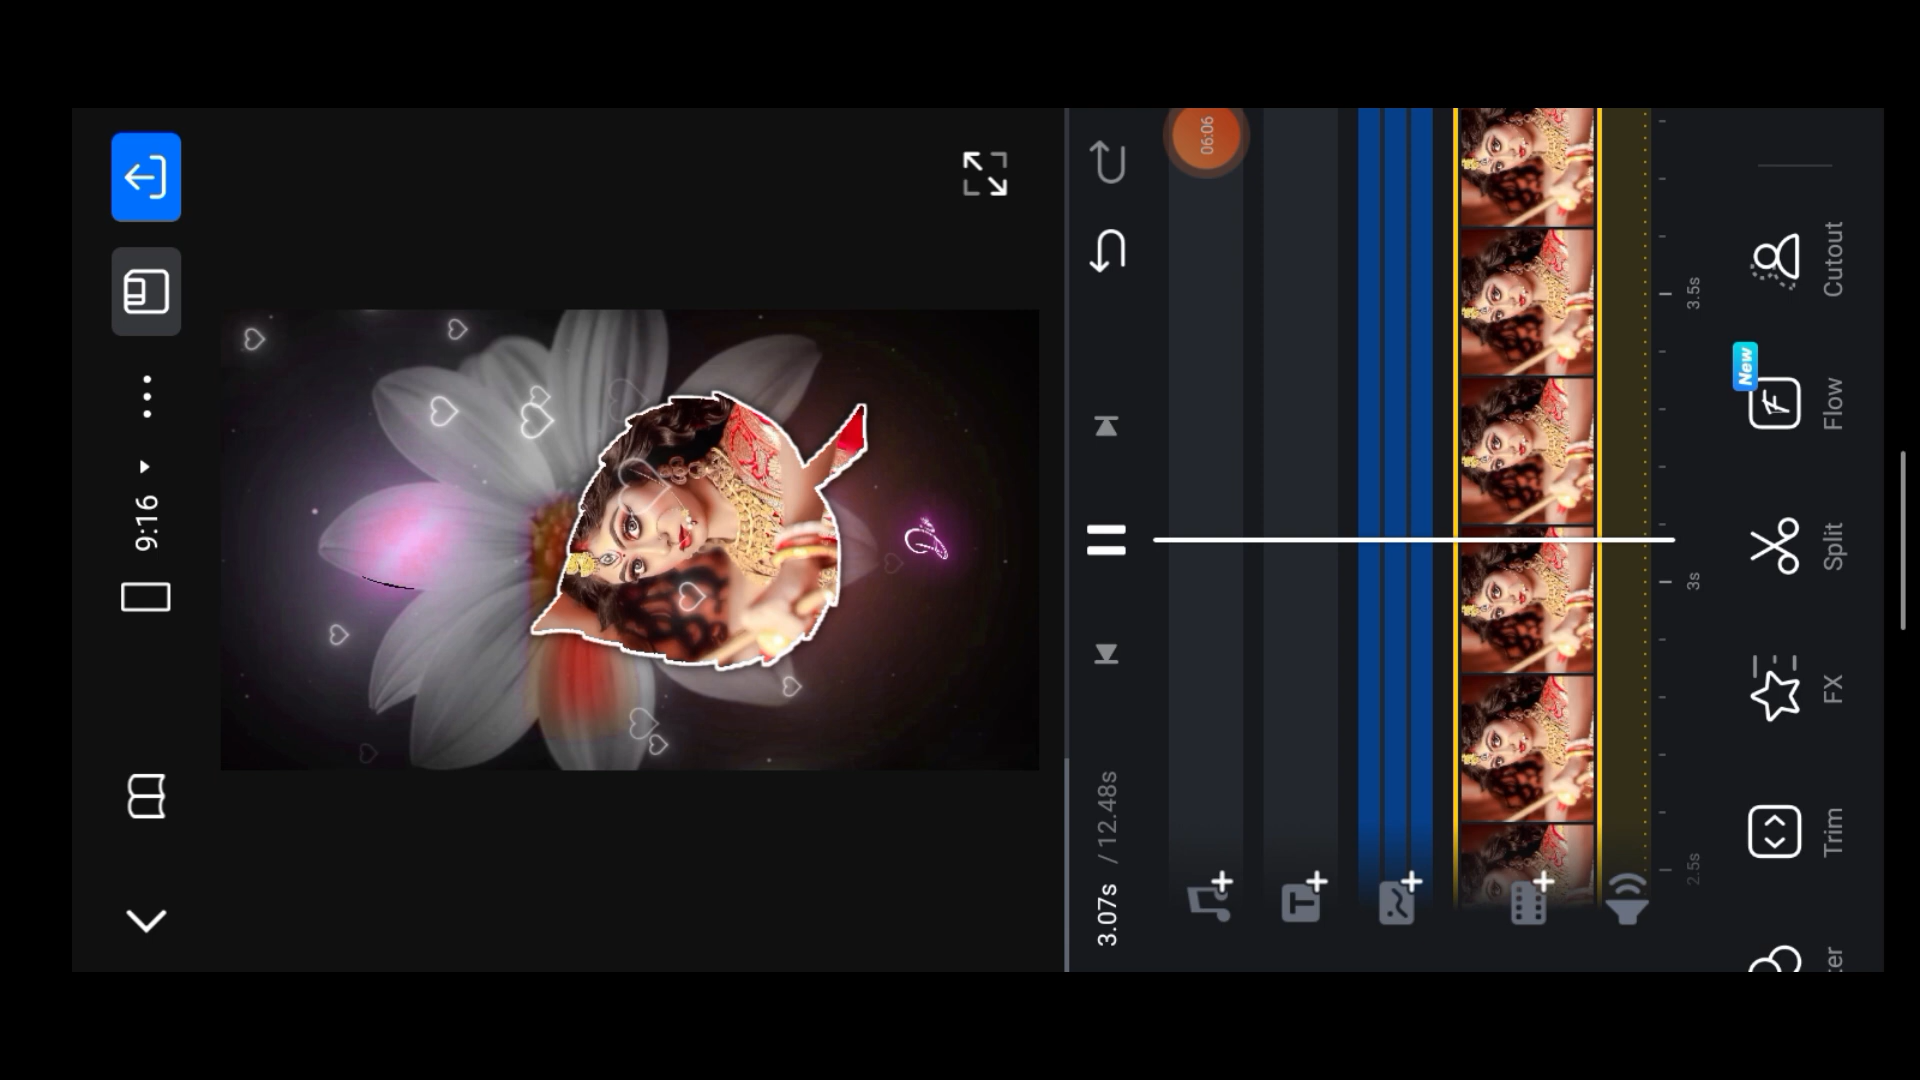 9:16
3.07s / 12.48s
06:06
2.5s
3s
3.5s
Trim
FX
Split
Flow
New
Cutout